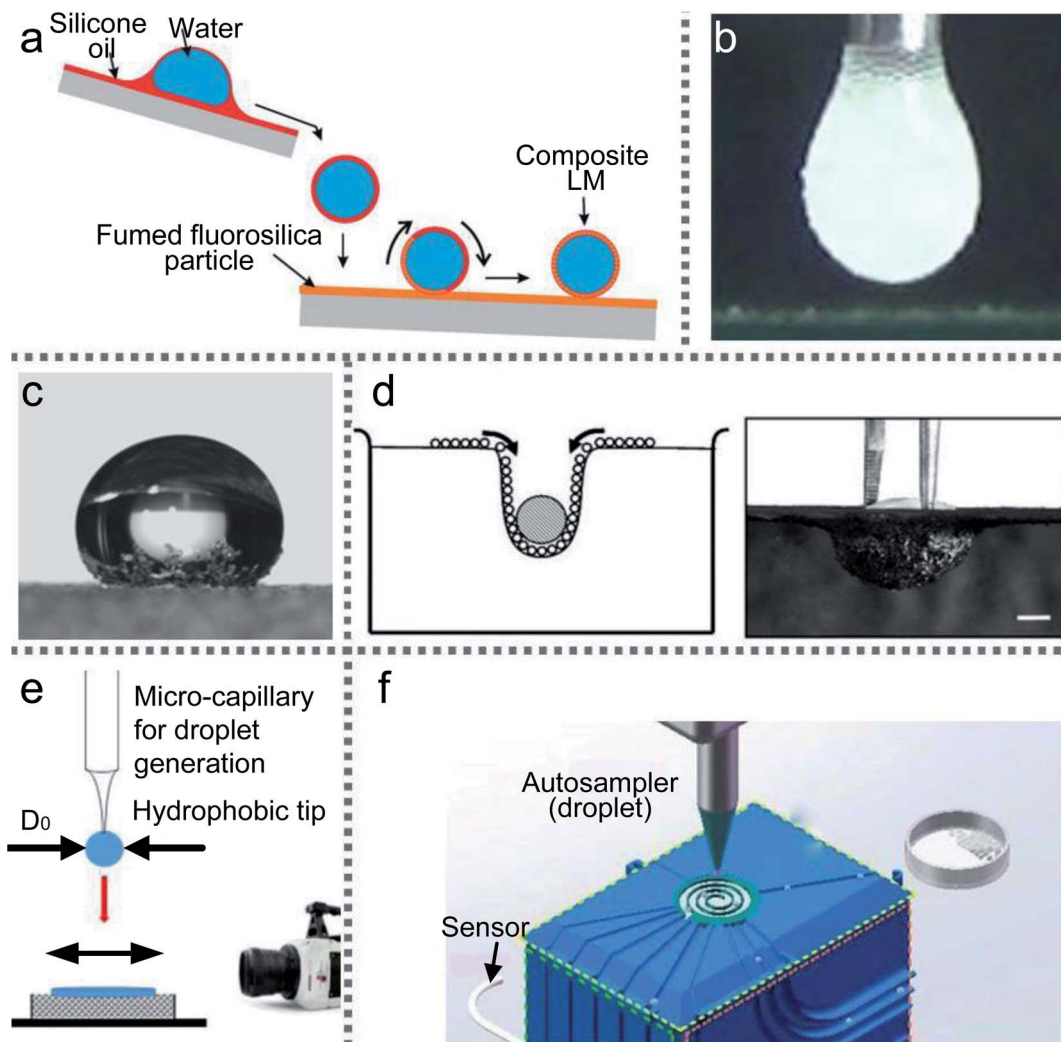 a
Silicone
oil
Water
Composite
LM
Fumed fluorosilica
particle
b
c
d
e
Micro-capillary
for droplet
generation
D₀
Hydrophobic tip
f
Autosampler
(droplet)
Sensor